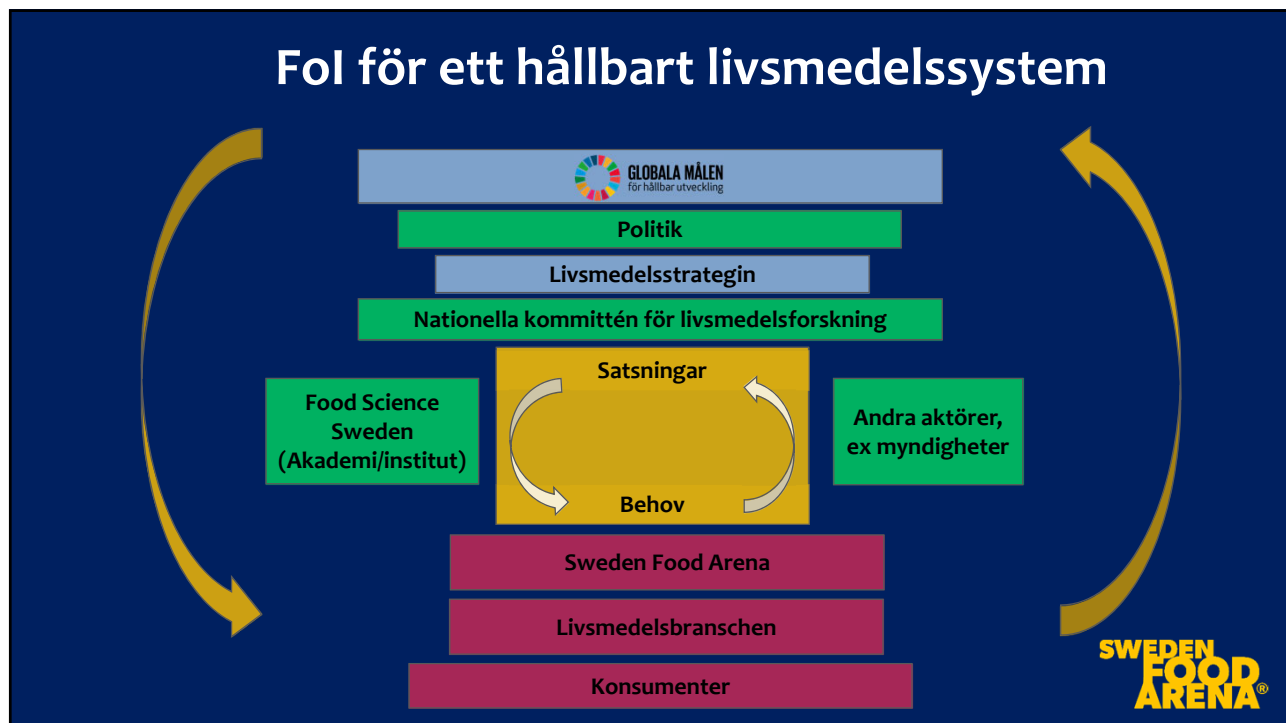 FoI för ett hållbart livsmedelssystem
GLOBALA MÅLEN
för hållbar utveckling
Politik
Livsmedelsstrategin
Nationella kommittén för livsmedelsforskning
Satsningar
Food Science
Sweden
(Akademi/institut)
Andra aktörer,
ex myndigheter
Behov
Sweden Food Arena
Livsmedelsbranschen
Konsumenter
SWEDEN
FOOD
ARENA®